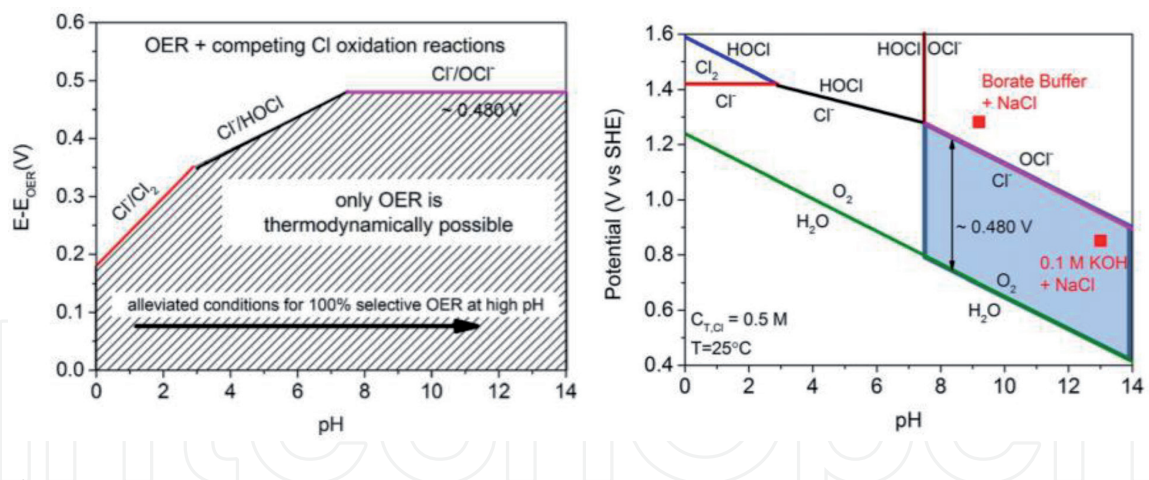 OER + competing Cl oxidation reactions
Cl⁻/OCl⁻
~ 0.480 V
Cl⁻/HOCl
Cl⁻/Cl₂
only OER is
thermodynamically possible
alleviated conditions for 100% selective OER at high pH
E-E_OER(V)
0.6
0.5
0.4
0.3
0.2
0.1
0.0
0 2 4 6 8 10 12 14
pH
HOCl
Cl₂
Cl⁻
HOCl
Cl⁻
HOCl OCl⁻
Borate Buffer
+ NaCl
OCl⁻
Cl⁻
O₂
H₂O
~ 0.480 V
0.1 M KOH
+ NaCl
O₂
H₂O
C_T,Cl = 0.5 M
T=25°C
Potential (V vs SHE)
1.6
1.4
1.2
1.0
0.8
0.6
0.4
0 2 4 6 8 10 12 14
pH